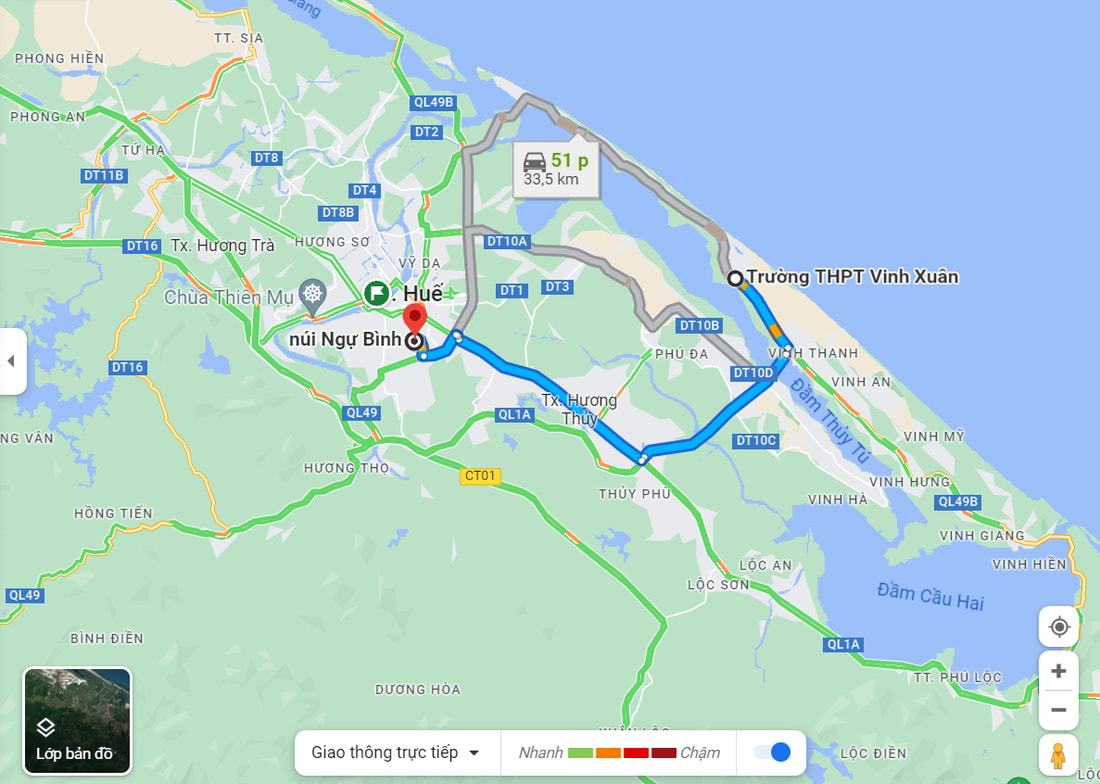 TT. SIA
PHONG HIỀN
QL49B
PHONG AN
DT2
TỨ HẠ
DT8
51 p
33,5 km
DT11B
DT4
DT8B
DT16
Tx. Hương Trà
HƯƠNG SƠ
DT10A
VỸ DẠ
Trường THPT Vinh Xuân
DT1
DT3
Chùa Thiên Mụ
Huế
DT10B
núi Ngự Bình
PHÚ ĐA
VINH THANH
DT16
DT10D
VINH AN
Đầm Thủy Tú
Tx. Hương
Thủy
QL49
QL1A
DT10C
VINH MỸ
NG VÂN
HƯƠNG THỌ
CT01
VINH HƯNG
THỦY PHÙ
VINH HÀ
QL49B
HỒNG TIẾN
VINH GIANG
VINH HIỀN
LỘC AN
LỘC SƠN
QL49
Đầm Cầu Hai
BÌNH ĐIỀN
QL1A
TT. PHÚ LỘC
DƯƠNG HÒA
Lớp bản đồ
Giao thông trực tiếp
Nhanh
Chậm
LỘC ĐIỀN